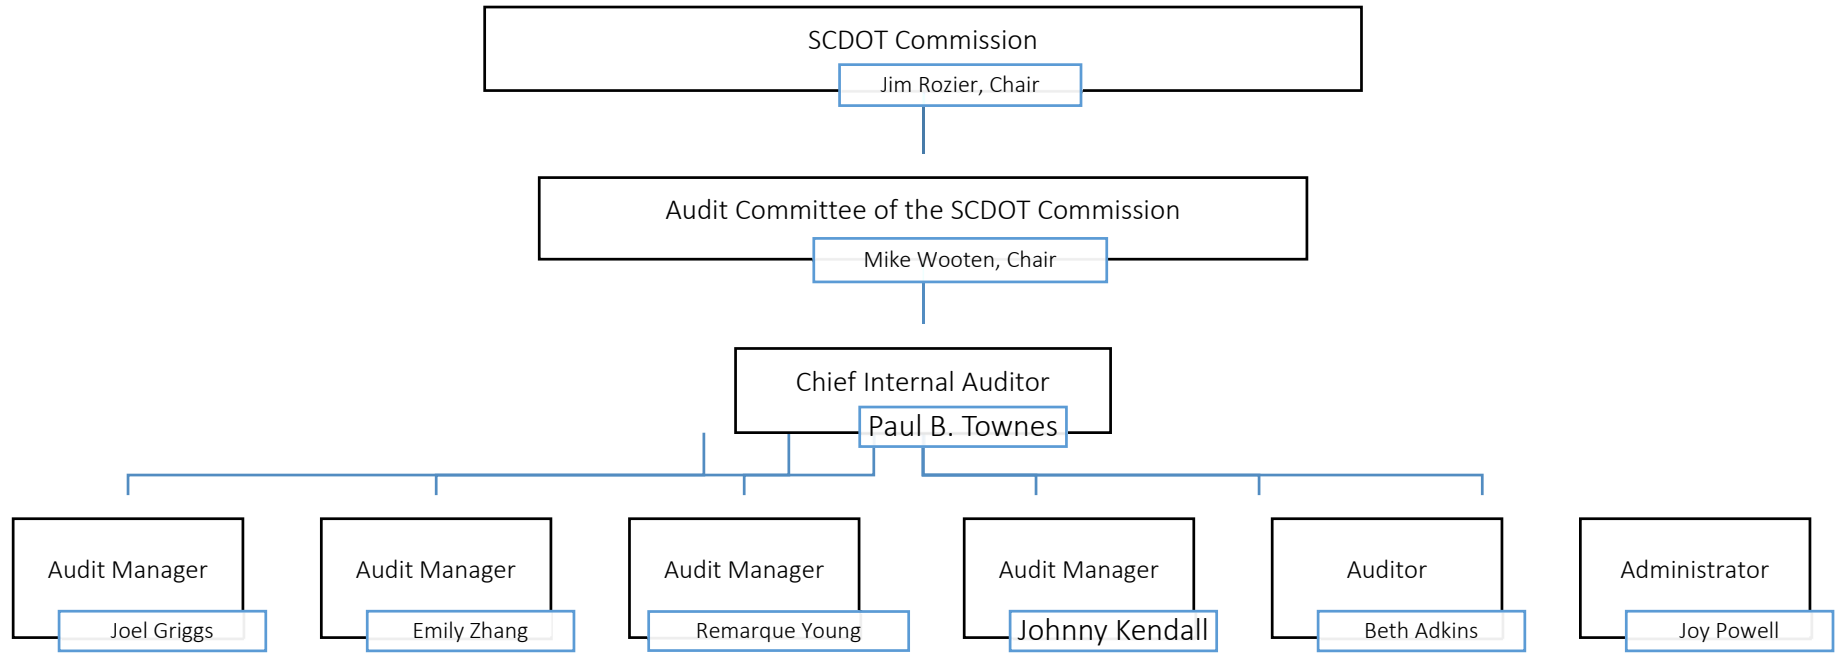 SCDOT Commission
Jim Rozier, Chair
Audit Committee of the SCDOT Commission
Mike Wooten, Chair
Chief Internal Auditor
Paul B. Townes
Audit Manager
Joel Griggs
Audit Manager
Emily Zhang
Audit Manager
Remarque Young
Audit Manager
Johnny Kendall
Auditor
Beth Adkins
Administrator
Joy Powell